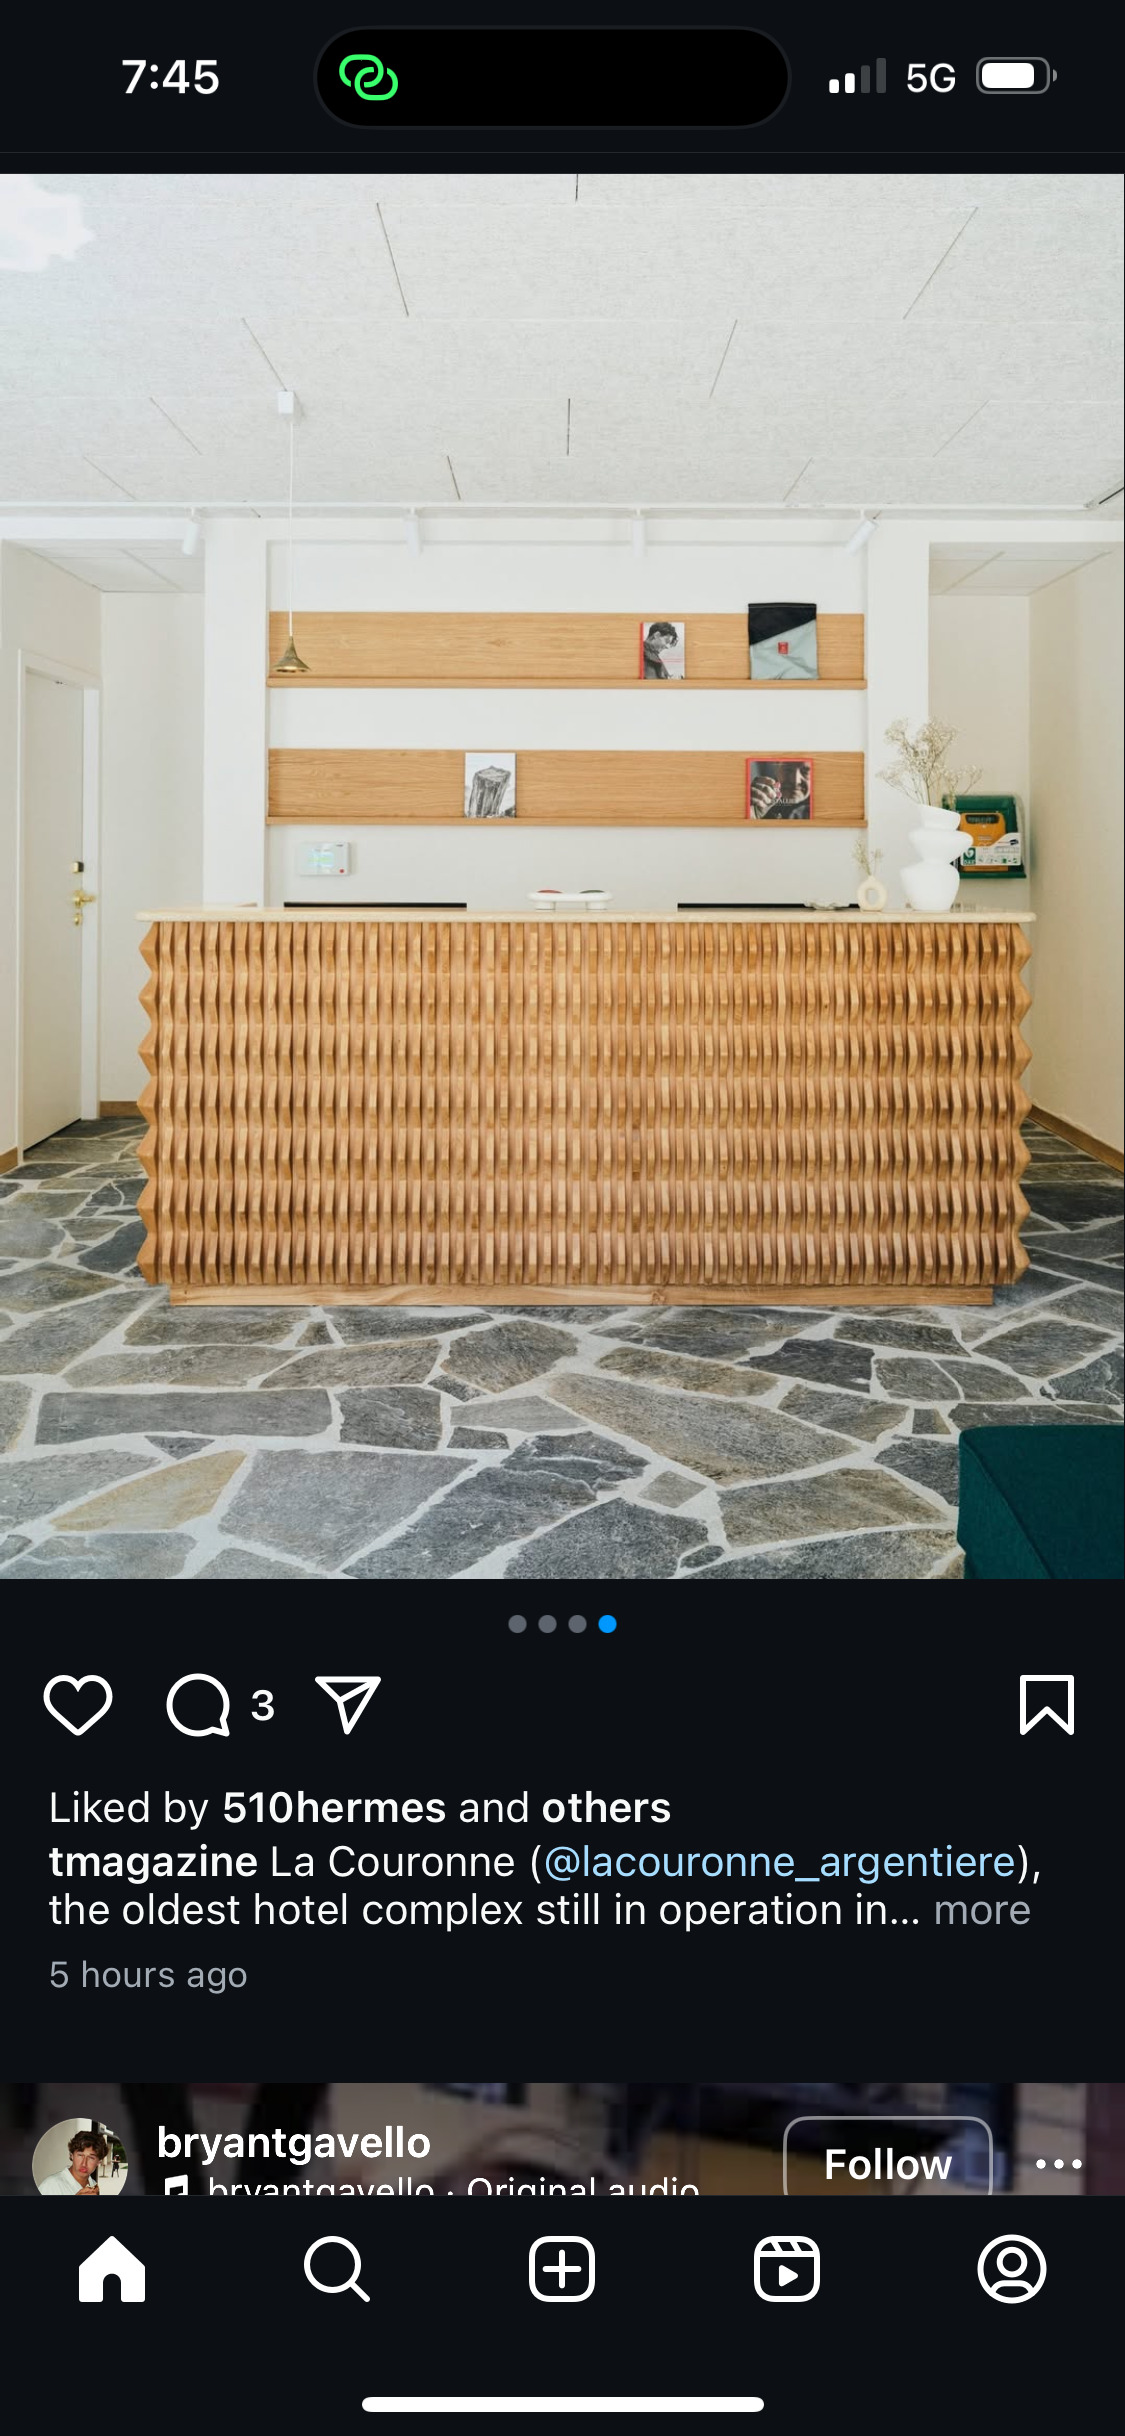 7:45
5G
3
Liked by 510hermes and others
tmagazine La Couronne (@lacouronne_argentiere),
the oldest hotel complex still in operation in... more
5 hours ago
bryantgavello
Follow
bryantgavello · Original audio